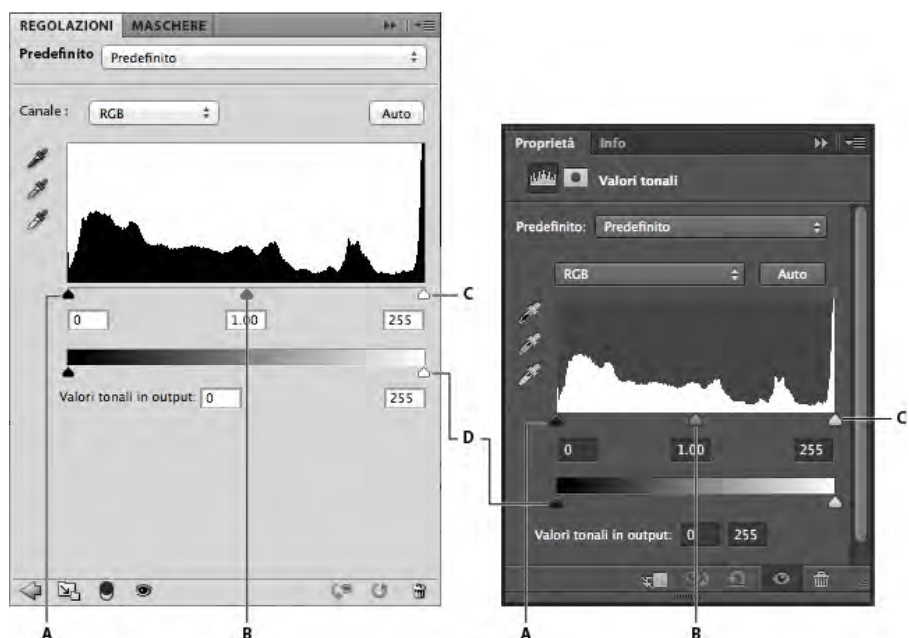 REGOLAZIONI MASCHERE
Predefinito Predefinito
Canale : RGB Auto
C
0 1.00 255
Valori tonali in output: 0 255
D
A B
Proprietà Info
Valori tonali
Predefinito: Predefinito
RGB Auto
C
0 1.00 255
Valori tonali in output: 0 255
A B